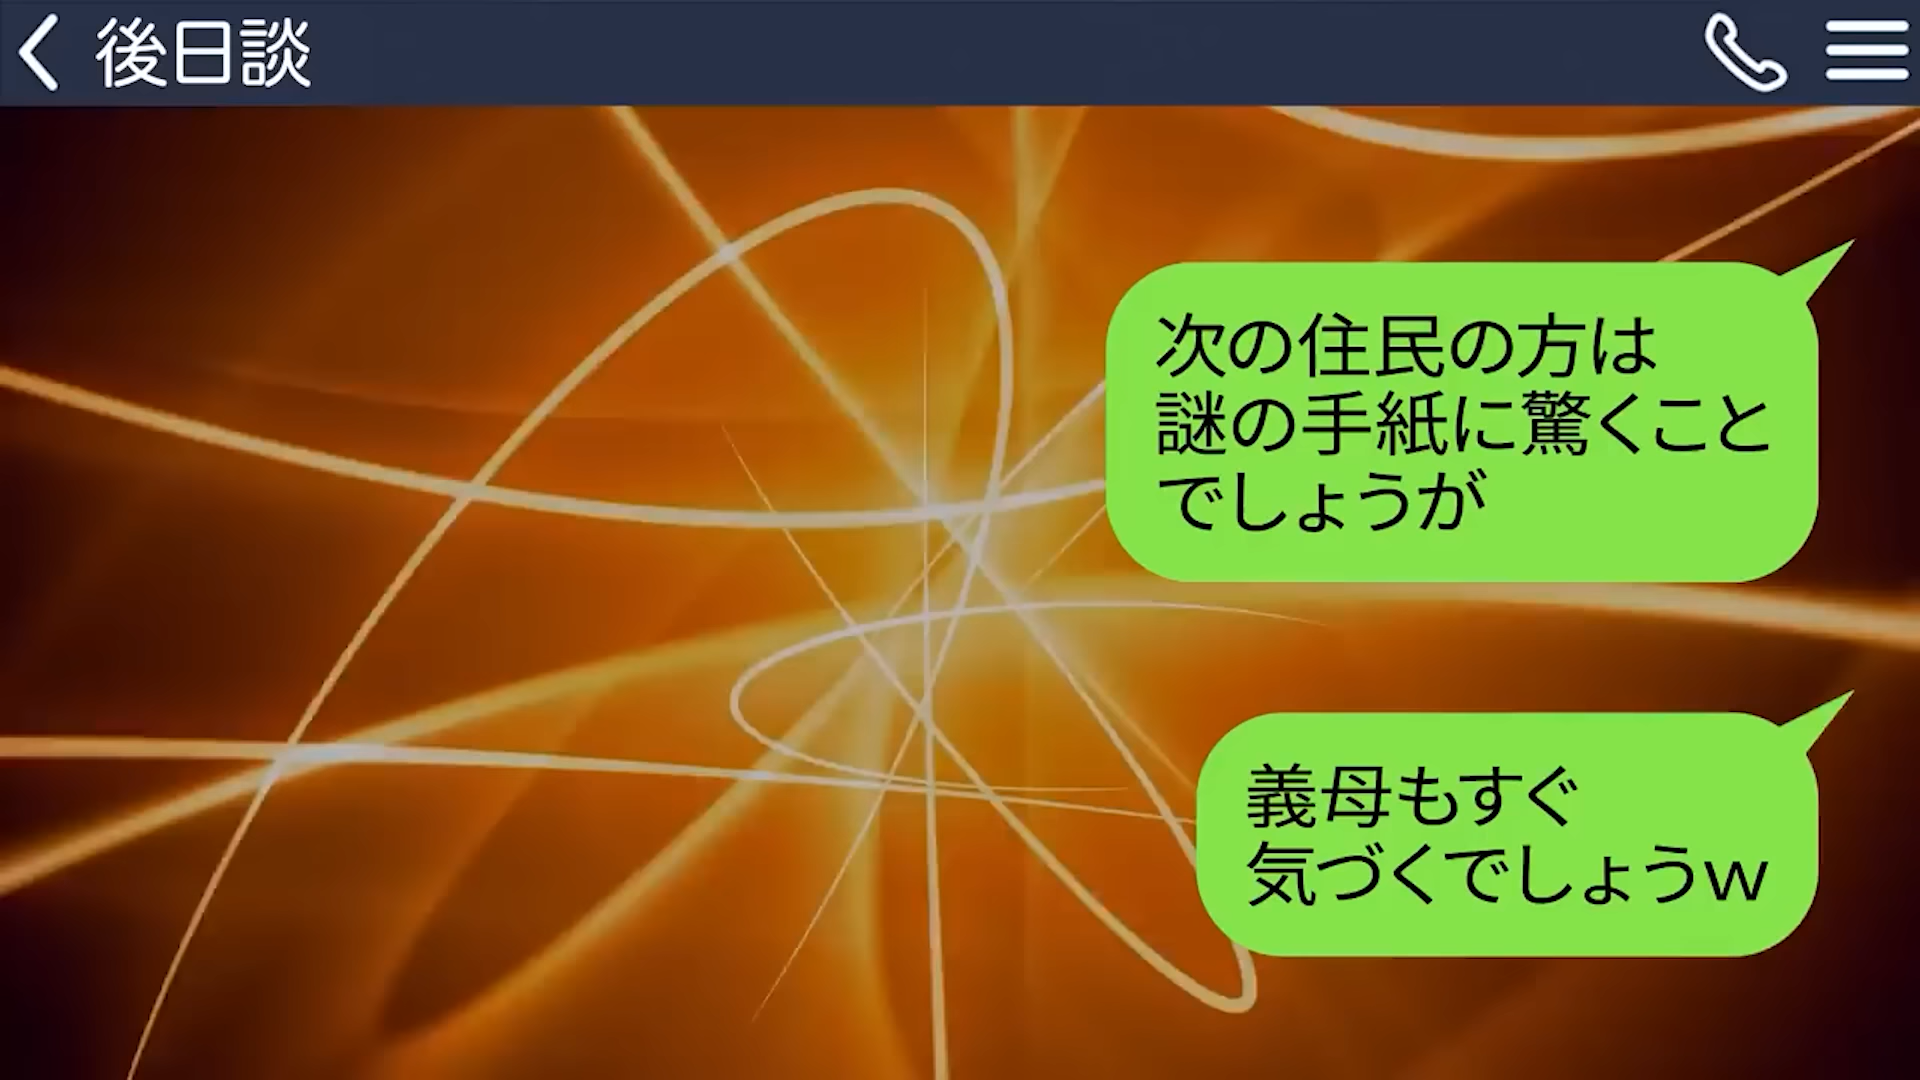 後日談
次の住民の方は
謎の手紙に驚くこと
でしょうが
義母もすぐ
気づくでしょうｗ